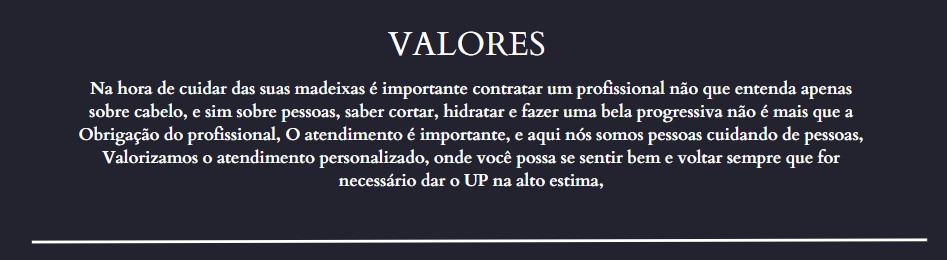 VALORES
Na hora de cuidar das suas madeixas é importante contratar um profissional não que entenda apenas
sobre cabelo, e sim sobre pessoas, saber cortar, hidratar e fazer uma bela progressiva não é mais que a
Obrigação do profissional, O atendimento é importante, e aqui nós somos pessoas cuidando de pessoas,
Valorizamos o atendimento personalizado, onde você possa se sentir bem e voltar sempre que for
necessário dar o UP na alto estima,